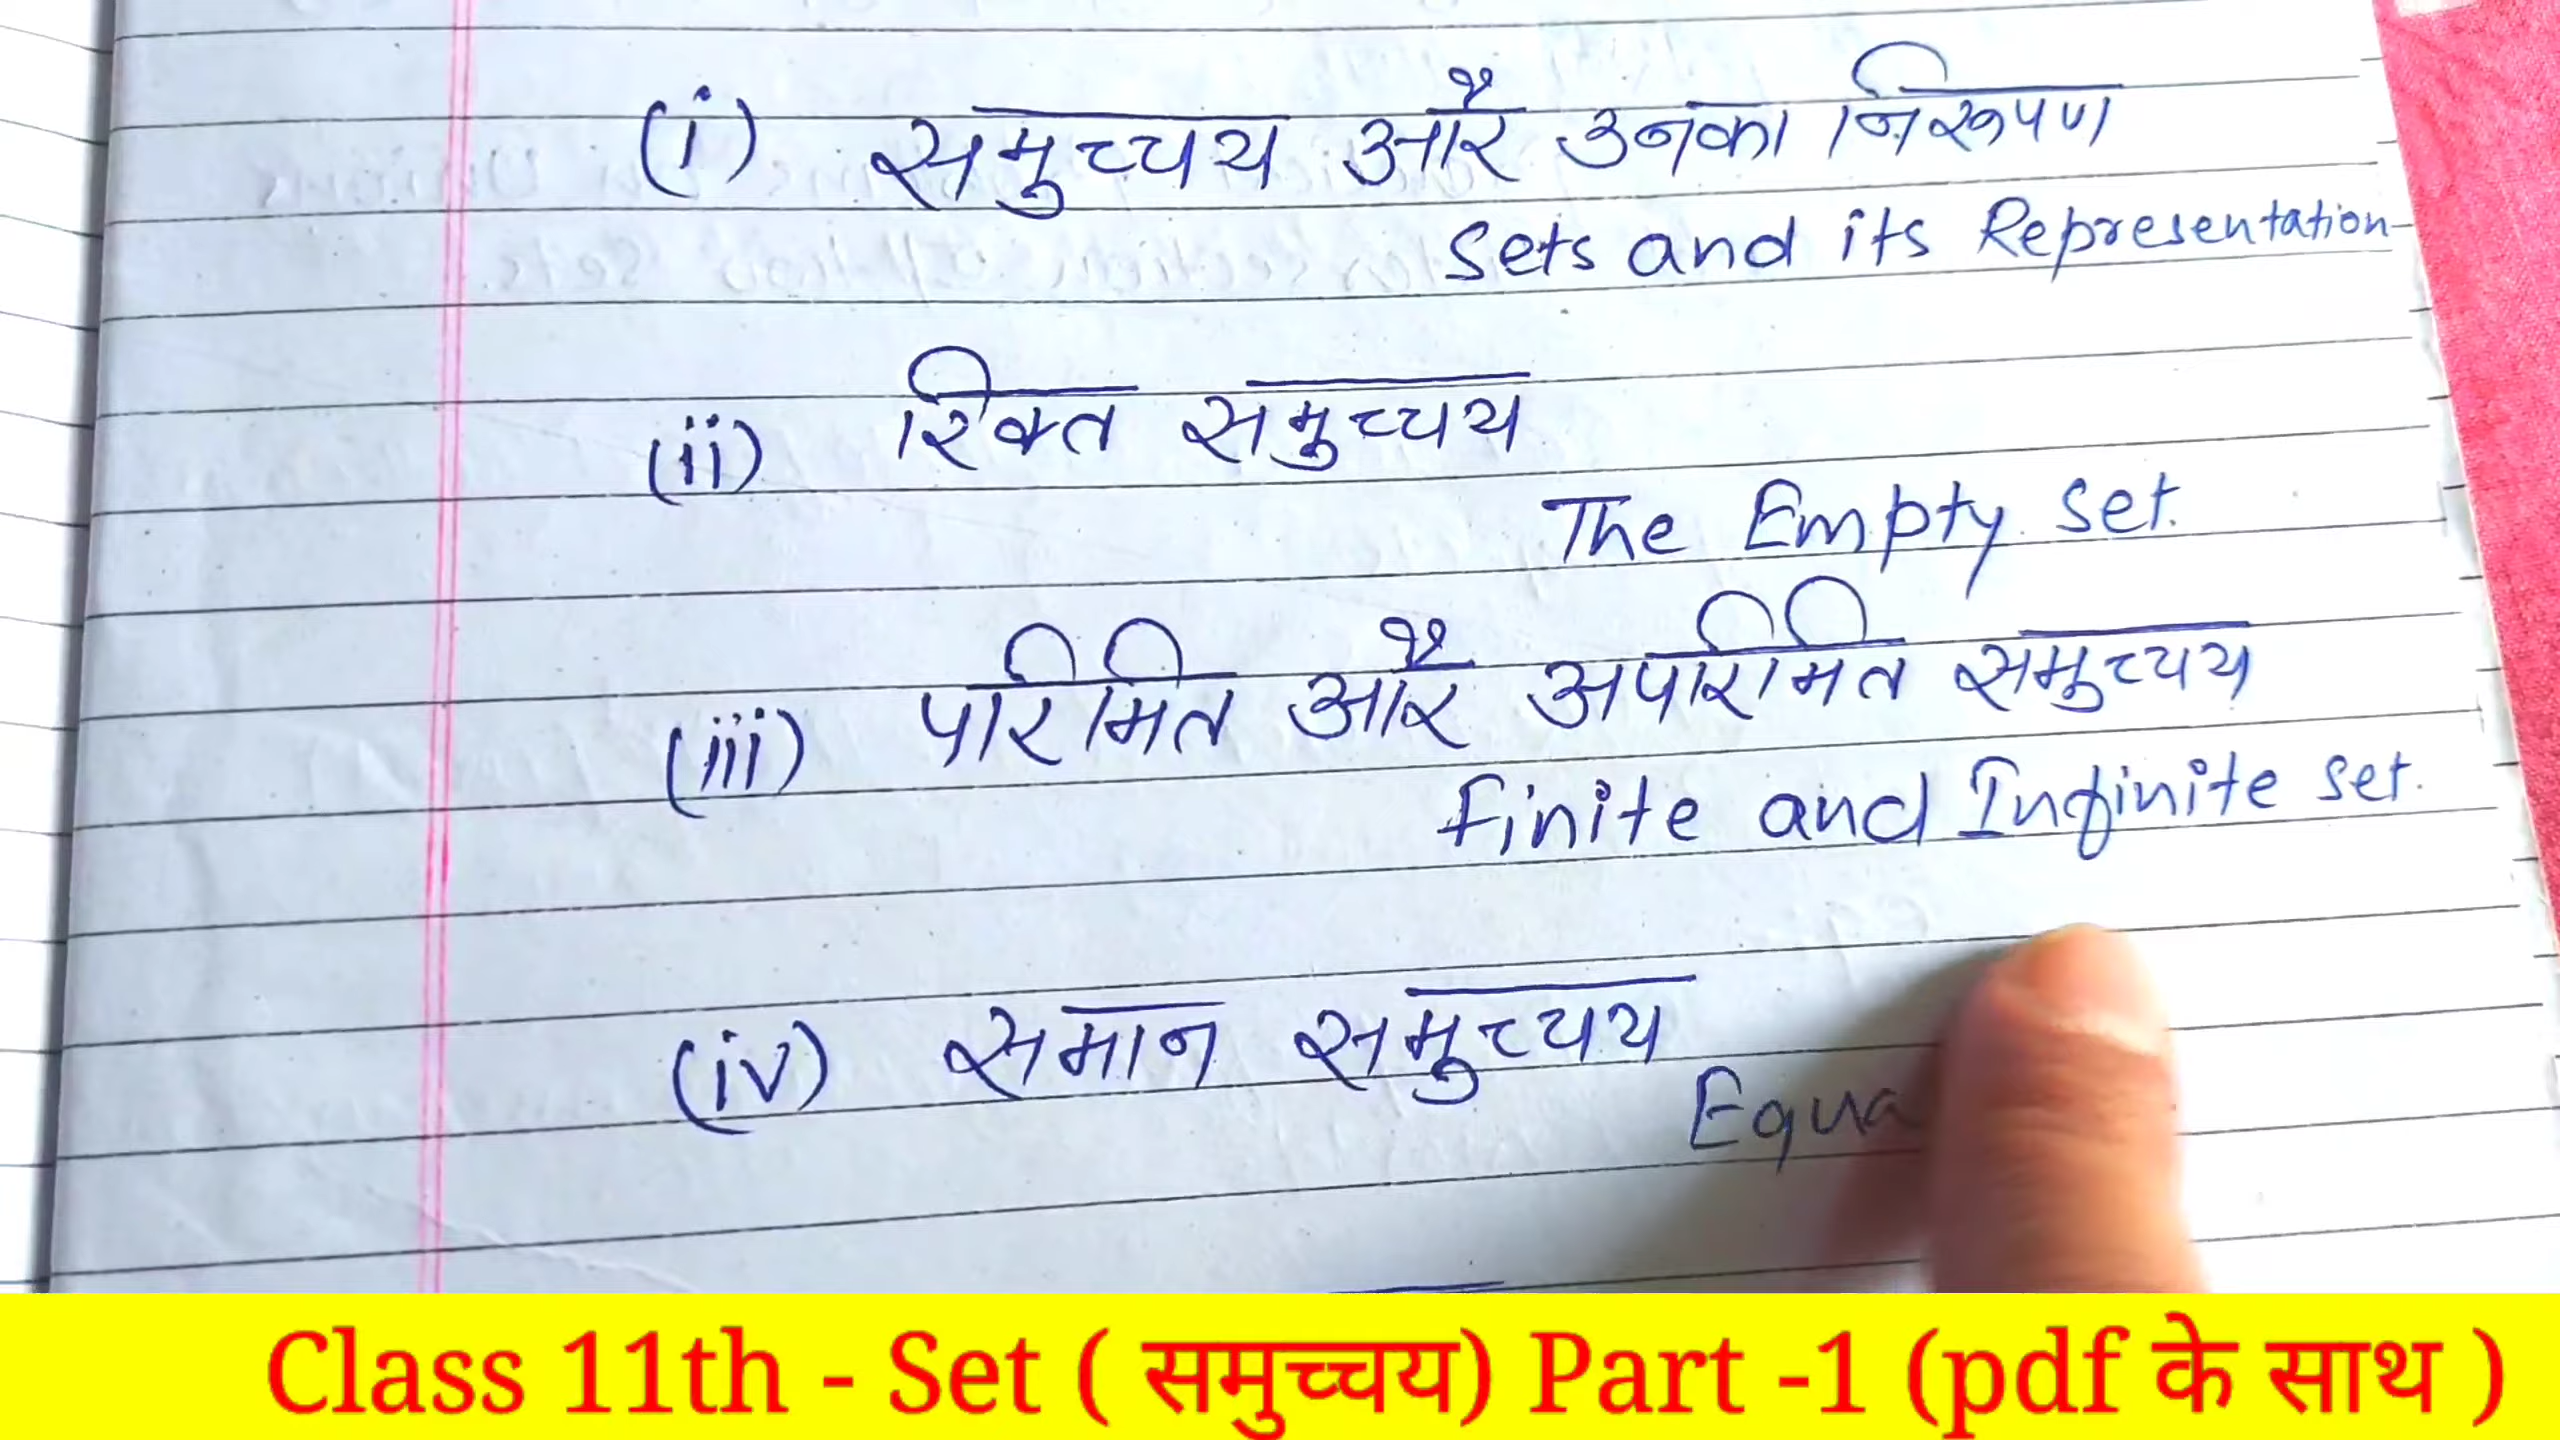 (i) समुच्चय और उनका निरूपण
Sets and its Representation
(ii) रिक्त समुच्चय
The Empty set.
(iii) परिमित और अपरिमित समुच्चय
finite and Infinite set.
(iv) समान समुच्चय
Equa
Class 11th - Set ( समुच्चय) Part -1 (pdf के साथ )